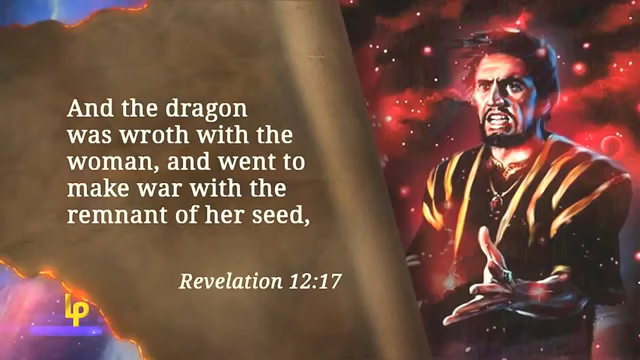 And the dragon
was wroth with the
woman, and went to
make war with the
remnant of her seed,
Revelation 12:17
LP